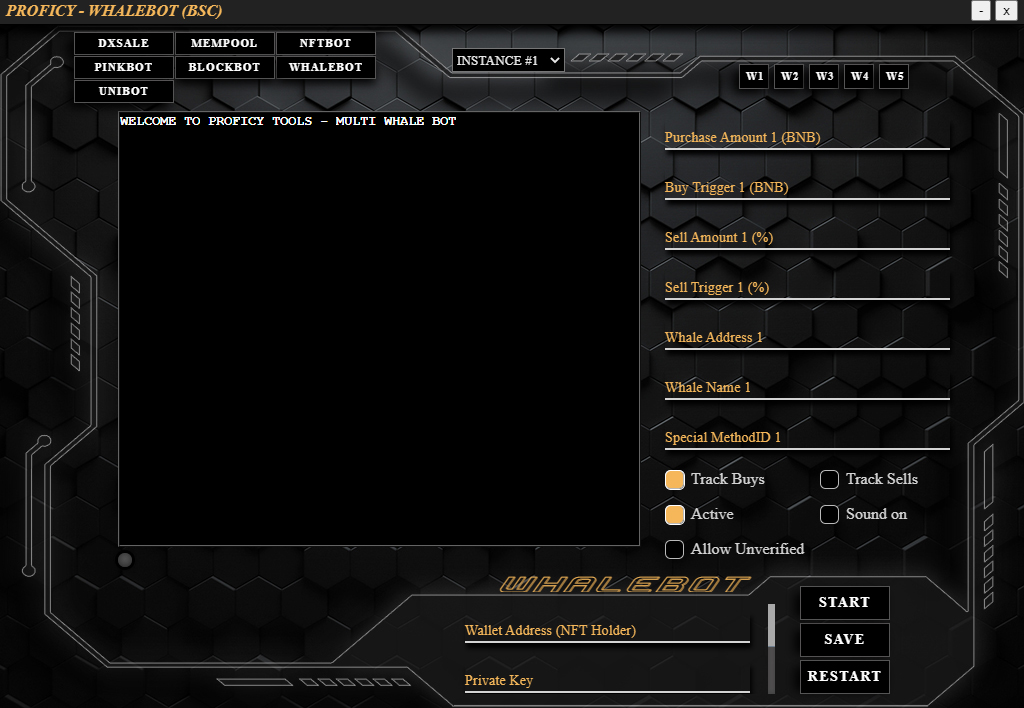 PROFICY - WHALEBOT (BSC)
- x
DXSALE MEMPOOL NFTBOT
PINKBOT BLOCKBOT WHALEBOT
UNIBOT
INSTANCE #1
W1 W2 W3 W4 W5
WELCOME TO PROFICY TOOLS - MULTI WHALE BOT
Purchase Amount 1 (BNB)
Buy Trigger 1 (BNB)
Sell Amount 1 (%)
Sell Trigger 1 (%)
Whale Address 1
Whale Name 1
Special MethodID 1
Track Buys Track Sells
Active Sound on
Allow Unverified
WHALEBOT
Wallet Address (NFT Holder)
Private Key
START
SAVE
RESTART